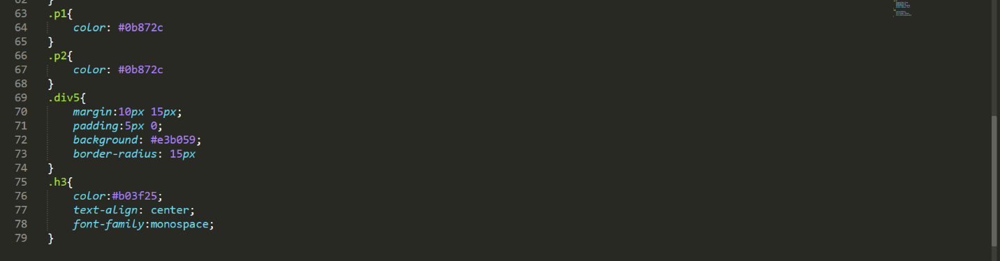 62 }
63 .p1{
64 color: #0b872c
65 }
66 .p2{
67 color: #0b872c
68 }
69 .div5{
70 margin:10px 15px;
71 padding:5px 0;
72 background: #e3b059;
73 border-radius: 15px
74 }
75 .h3{
76 color:#b03f25;
77 text-align: center;
78 font-family:monospace;
79 }